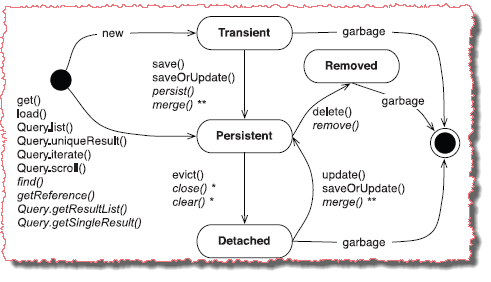 new
Transient
garbage
save()
saveOrUpdate()
persist()
merge() **
Removed
garbage
get()
load()
Query.list()
Query.uniqueResult()
Query.iterate()
Query.scroll()
find()
getReference()
Query.getResultList()
Query.getSingleResult()
delete()
remove()
Persistent
evict()
close() *
clear() *
update()
saveOrUpdate()
merge() **
Detached
garbage